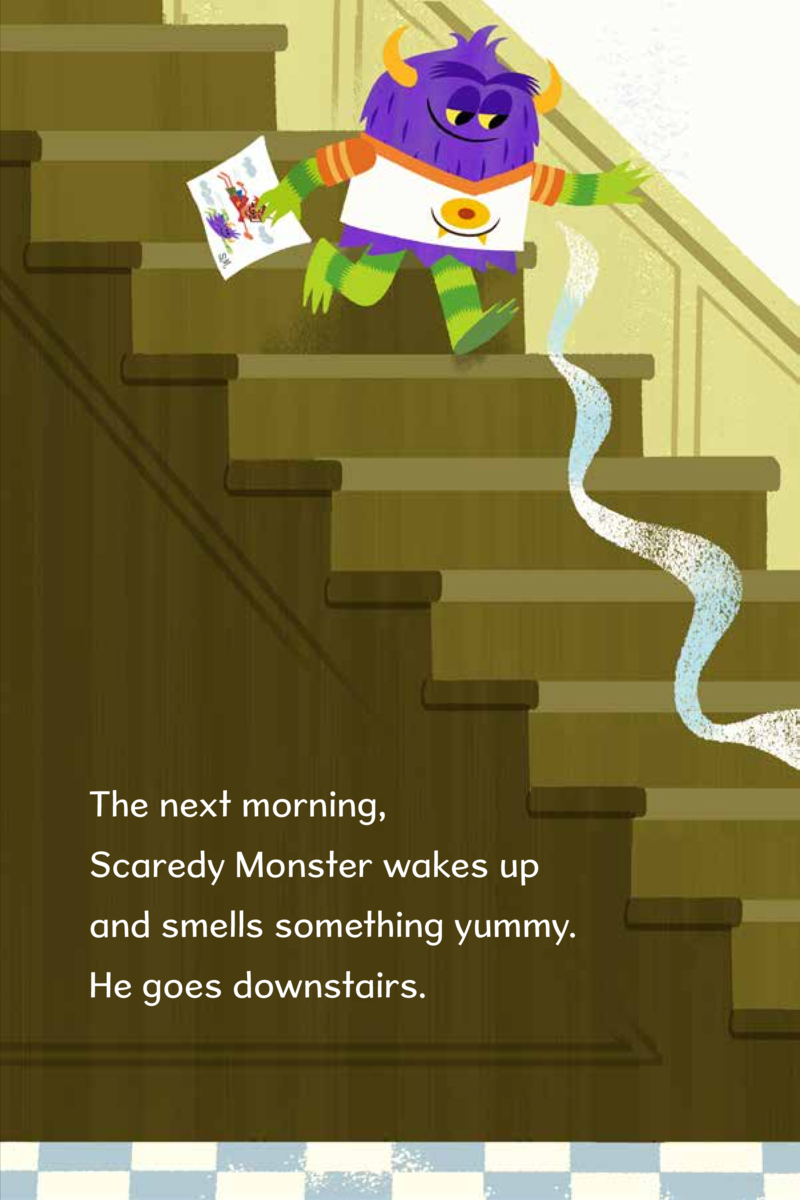 The next morning,
Scaredy Monster wakes up
and smells something yummy.
He goes downstairs.